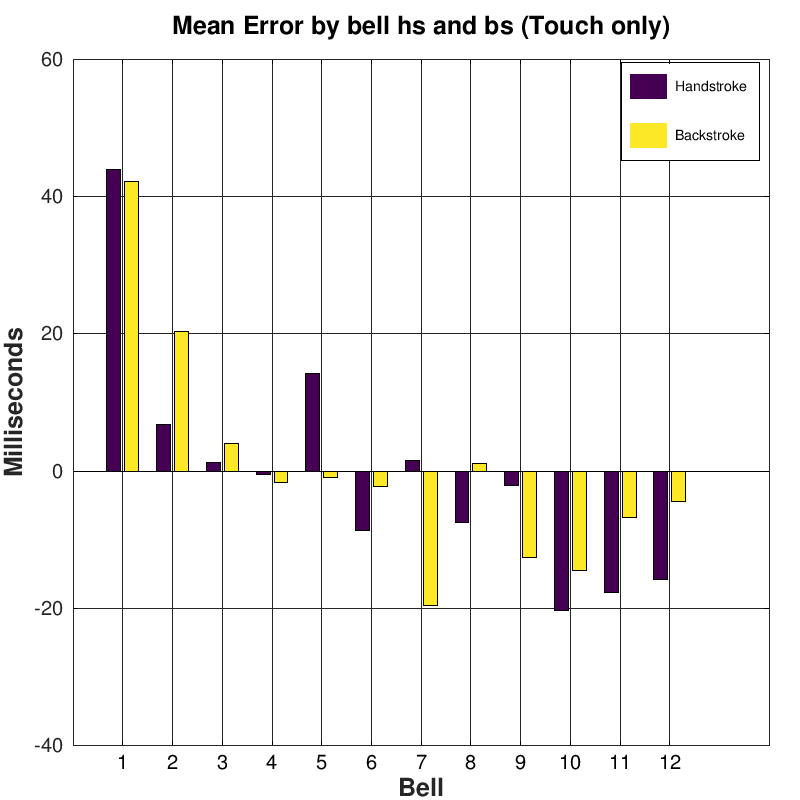 Mean Error by bell hs and bs (Touch only)
Handstroke
Backstroke
60
40
20
0
-20
-40
Milliseconds
1 2 3 4 5 6 7 8 9 10 11 12
Bell